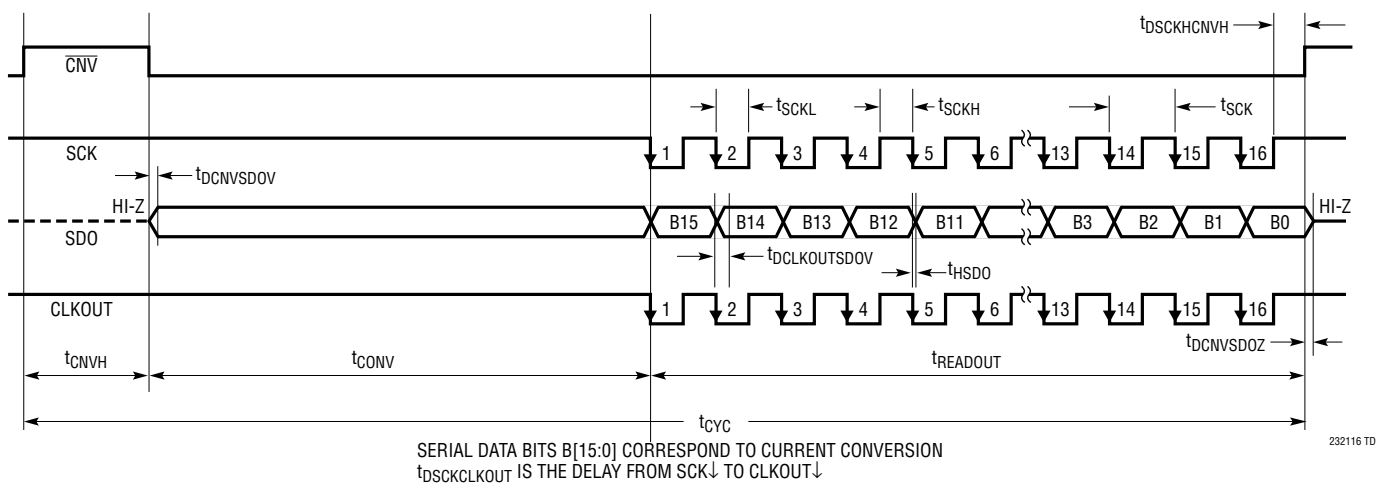 tDSCKHCNVH
CNV
tSCKL
tSCKH
tSCK
SCK
1 2 3 4 5 6 13 14 15 16
tDCNVSDOV
HI-Z
HI-Z
SDO
B15 B14 B13 B12 B11 B3 B2 B1 B0
tDCLKOUTSDOV
tHSDO
CLKOUT
1 2 3 4 5 6 13 14 15 16
tDCNVSDOZ
tCNVH
tCONV
tREADOUT
tCYC
SERIAL DATA BITS B[15:0] CORRESPOND TO CURRENT CONVERSION
tDSCKCLKOUT IS THE DELAY FROM SCK↓ TO CLKOUT↓
232116 TD